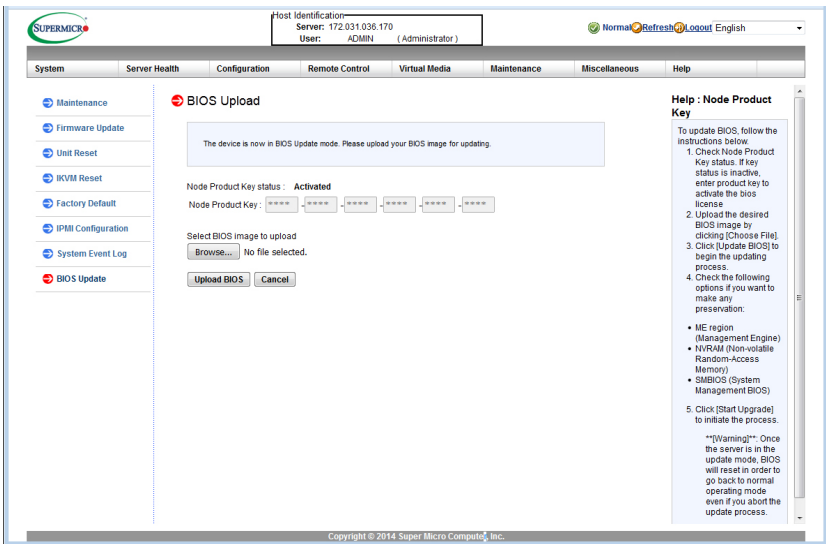 SUPERMICRO
Host Identification
Server: 172.031.036.170
User: ADMIN ( Administrator )
Normal Refresh Logout English
System Server Health Configuration Remote Control Virtual Media Maintenance Miscellaneous Help
Maintenance
Firmware Update
Unit Reset
IKVM Reset
Factory Default
IPMI Configuration
System Event Log
BIOS Update
BIOS Upload
The device is now in BIOS Update mode. Please upload your BIOS image for updating.
Node Product Key status : Activated
Node Product Key : **** - **** - **** - **** - **** - ****
Select BIOS image to upload
Browse... No file selected.
Upload BIOS Cancel
Help : Node Product
Key
To update BIOS, follow the
instructions below.
1. Check Node Product
Key status. If key
status is inactive,
enter product key to
activate the bios
license
2. Upload the desired
BIOS image by
clicking [Choose File].
3. Click [Update BIOS] to
begin the updating
process.
4. Check the following
options if you want to
make any
preservation:
• ME region
(Management Engine)
• NVRAM (Non-volatile
Random-Access
Memory)
• SMBIOS (System
Management BIOS)
5. Click [Start Upgrade]
to initiate the process.
**[Warning]**: Once
the server is in the
update mode, BIOS
will reset in order to
go back to normal
operating mode
even if you abort the
update process.
Copyright © 2014 Super Micro Computer, Inc.